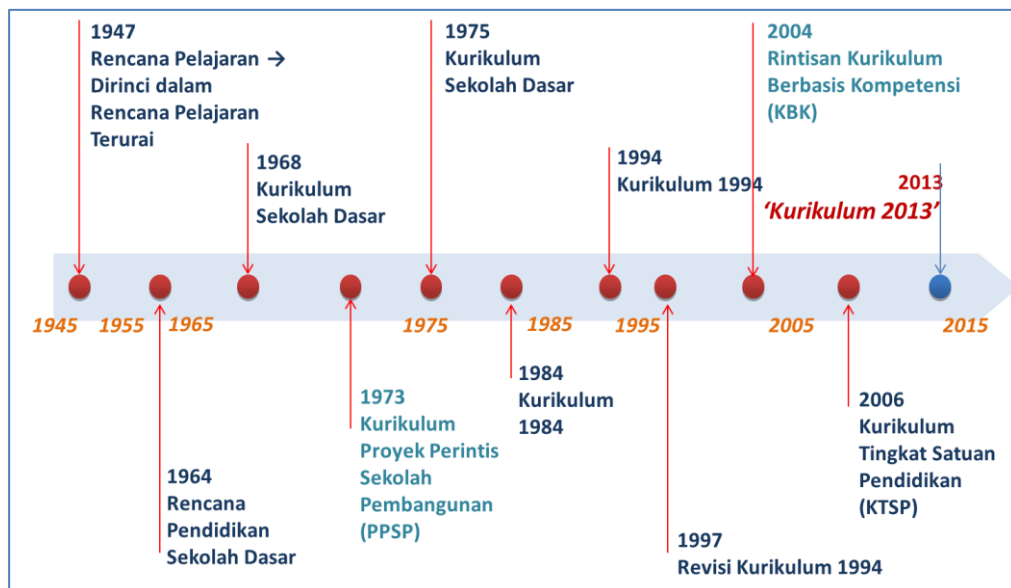 1947
Rencana Pelajaran →
Dirinci dalam
Rencana Pelajaran
Terurai
1968
Kurikulum
Sekolah Dasar
1975
Kurikulum
Sekolah Dasar
1994
Kurikulum 1994
2004
Rintisan Kurikulum
Berbasis Kompetensi
(KBK)
2013
‘Kurikulum 2013’
1945
1955
1965
1975
1985
1995
2005
2015
1964
Rencana
Pendidikan
Sekolah Dasar
1973
Kurikulum
Proyek Perintis
Sekolah
Pembangunan
(PPSP)
1984
Kurikulum
1984
1997
Revisi Kurikulum 1994
2006
Kurikulum
Tingkat Satuan
Pendidikan
(KTSP)